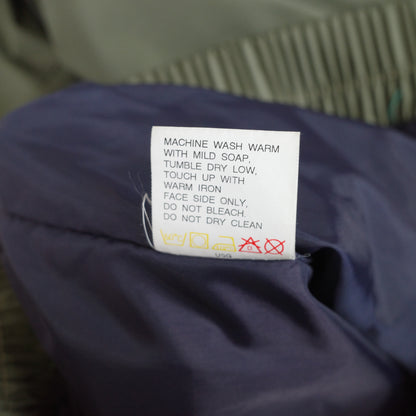 MACHINE WASH WARM
WITH MILD SOAP,
TUMBLE DRY LOW,
TOUCH UP WITH
WARM IRON
FACE SIDE ONLY,
DO NOT BLEACH.
DO NOT DRY CLEAN
USG